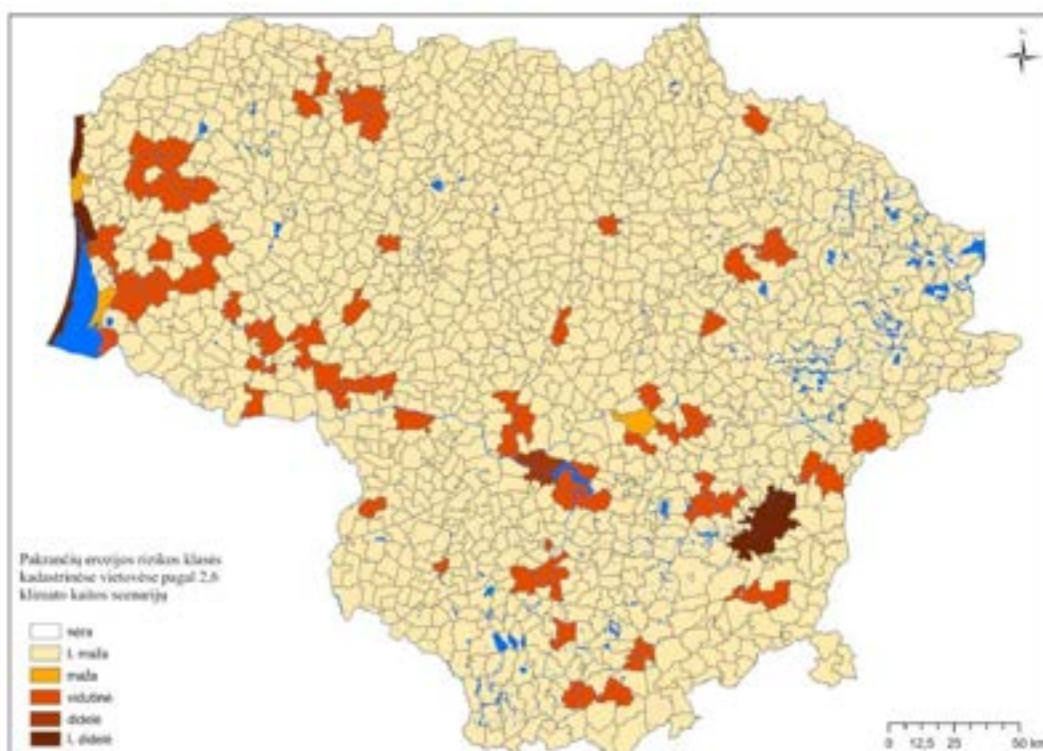 Pakrančių erozijos rizikos klasės
kadastrinėse vietovėse pagal 2.6
klimato kaitos scenarijų
nėra
l. maža
maža
vidutinė
didelė
l. didelė
0 12,5 25 50 km